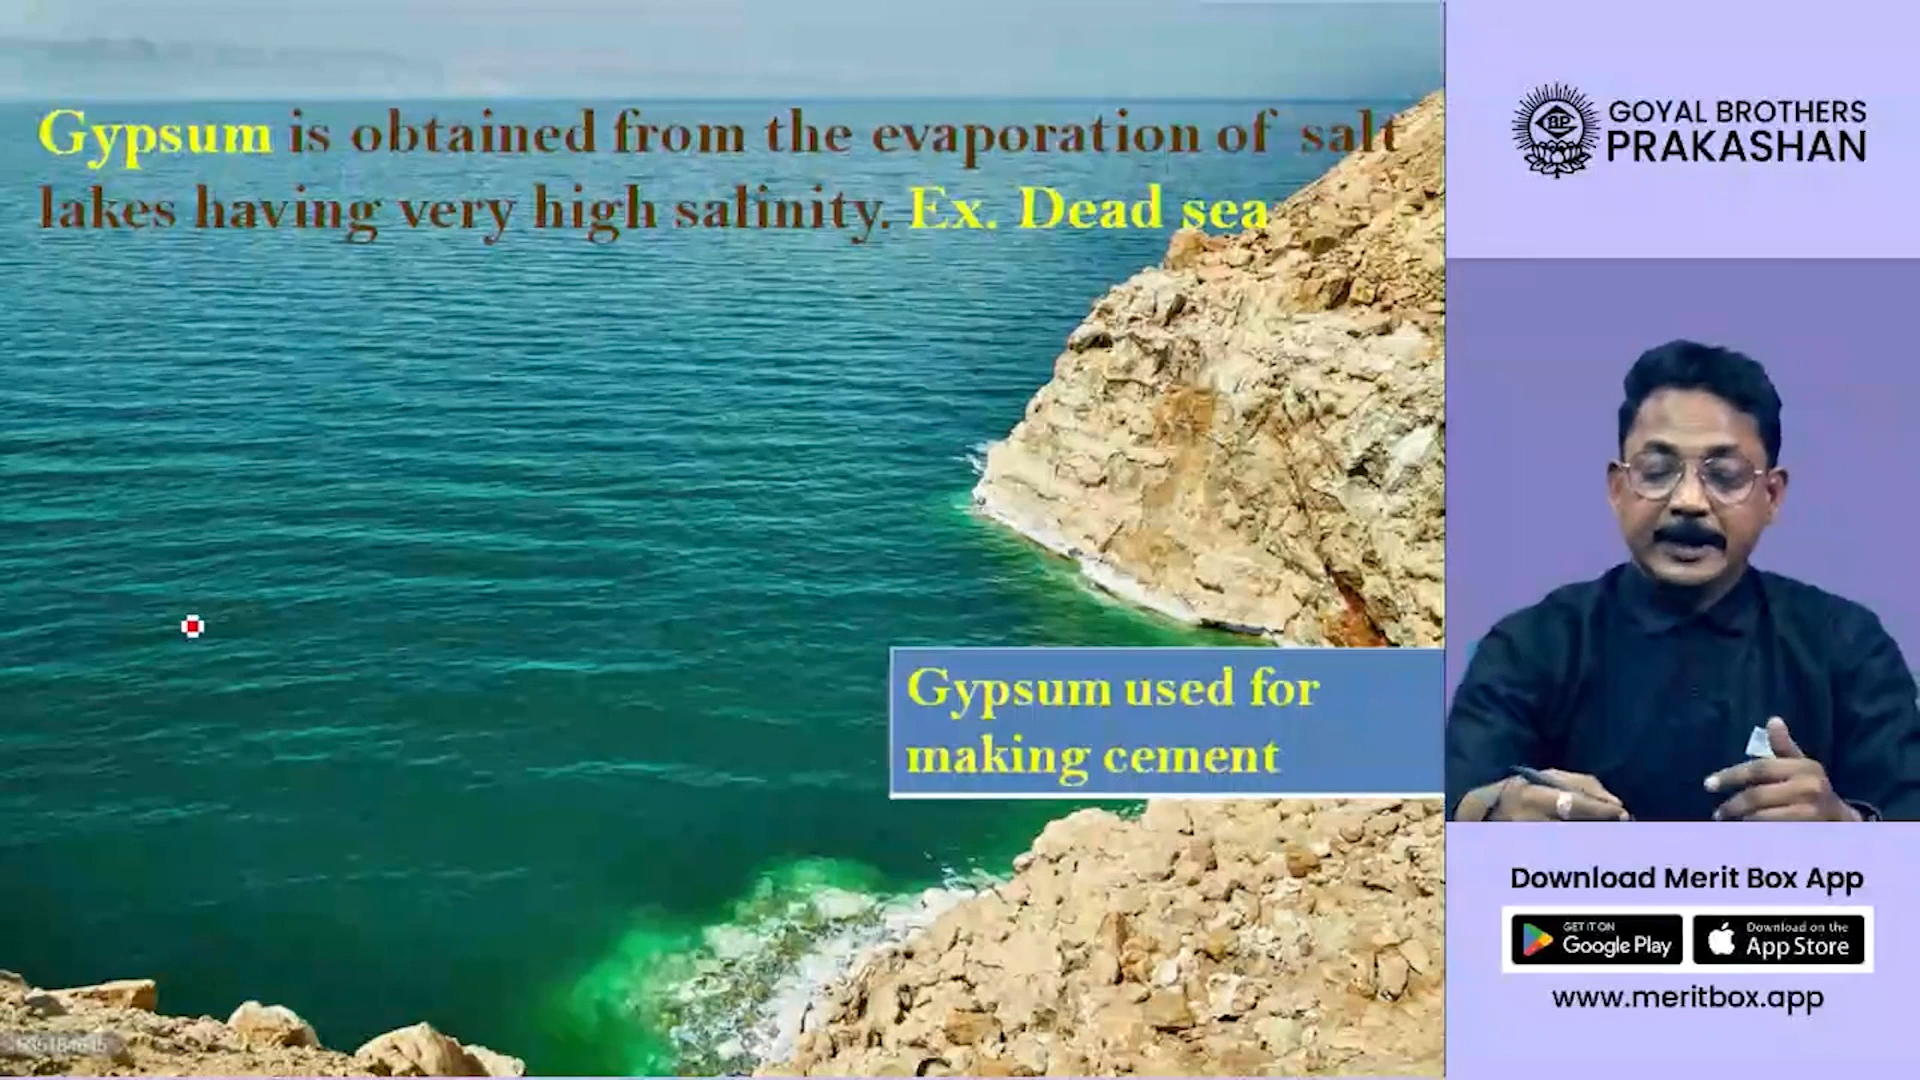 Gypsum is obtained from the evaporation of salt
lakes having very high salinity. Ex. Dead sea
Gypsum used for
making cement
GOYAL BROTHERS
PRAKASHAN
GBP
Download Merit Box App
GET IT ON
Google Play
Download on the
App Store
www.meritbox.app